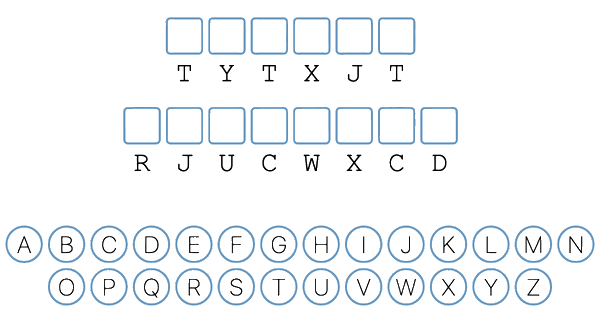 T Y T X J T
R J U C W X C D
A B C D E F G H I J K L M N
O P Q R S T U V W X Y Z